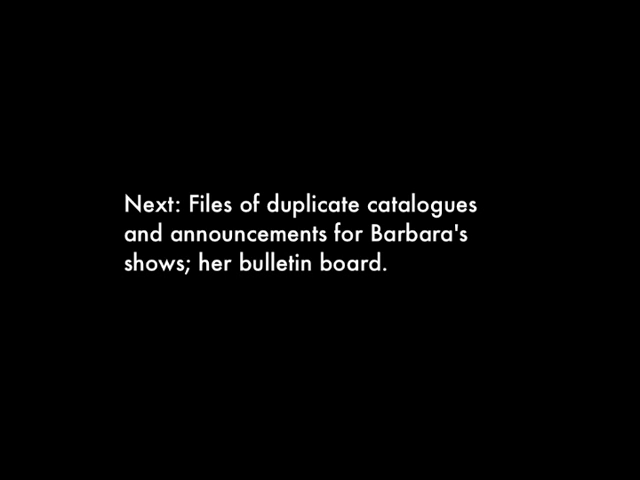 Next: Files of duplicate catalogues
and announcements for Barbara's
shows; her bulletin board.